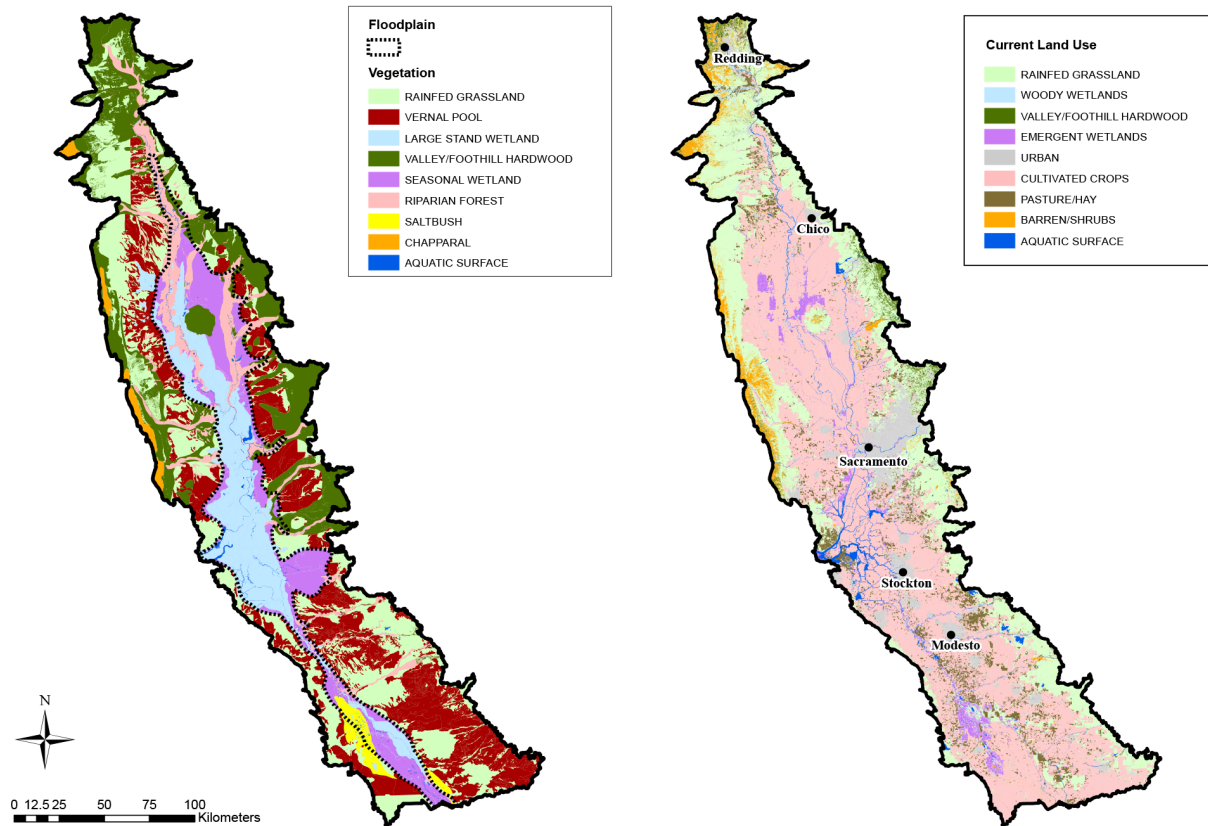 Floodplain
Vegetation
RAINFED GRASSLAND
VERNAL POOL
LARGE STAND WETLAND
VALLEY/FOOTHILL HARDWOOD
SEASONAL WETLAND
RIPARIAN FOREST
SALTBUSH
CHAPPARAL
AQUATIC SURFACE
N
0 12.5 25 50 75 100
Kilometers
Current Land Use
RAINFED GRASSLAND
WOODY WETLANDS
VALLEY/FOOTHILL HARDWOOD
EMERGENT WETLANDS
URBAN
CULTIVATED CROPS
PASTURE/HAY
BARREN/SHRUBS
AQUATIC SURFACE
Redding
Chico
Sacramento
Stockton
Modesto